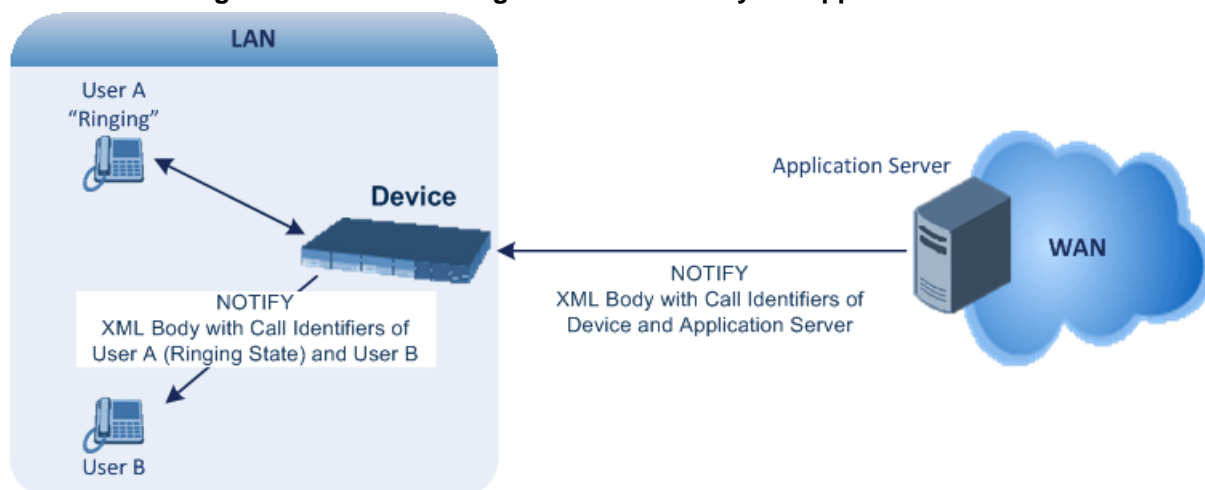 LAN
User A
“Ringing”
Device
Application Server
WAN
NOTIFY
XML Body with Call Identifiers of
Device and Application Server
NOTIFY
XML Body with Call Identifiers of
User A (Ringing State) and User B
User B